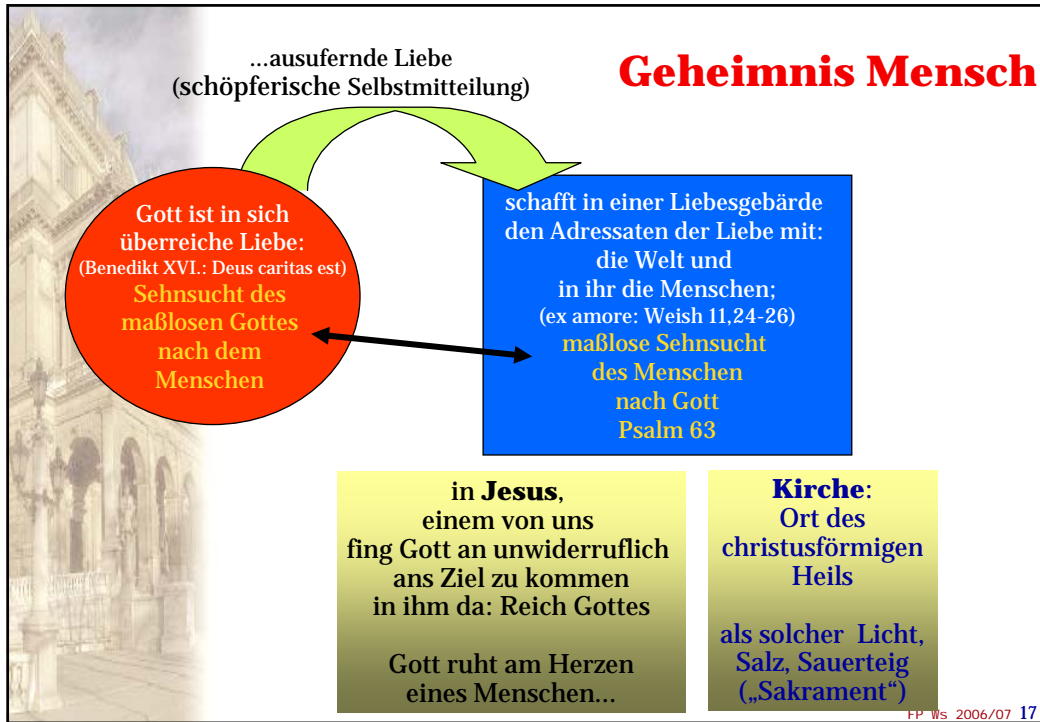 ...ausufernde Liebe
(schöpferische Selbstmitteilung)
Geheimnis Mensch
Gott ist in sich
überreiche Liebe:
(Benedikt XVI.: Deus caritas est)
Sehnsucht des
maßlosen Gottes
nach dem
Menschen
schafft in einer Liebesgebärde
den Adressaten der Liebe mit:
die Welt und
in ihr die Menschen;
(ex amore: Weish 11,24-26)
maßlose Sehnsucht
des Menschen
nach Gott
Psalm 63
in Jesus,
einem von uns
fing Gott an unwiderruflich
ans Ziel zu kommen
in ihm da: Reich Gottes
Gott ruht am Herzen
eines Menschen...
Kirche:
Ort des
christusförmigen
Heils
als solcher Licht,
Salz, Sauerteig
(„Sakrament“)
FP Ws 2006/07 17